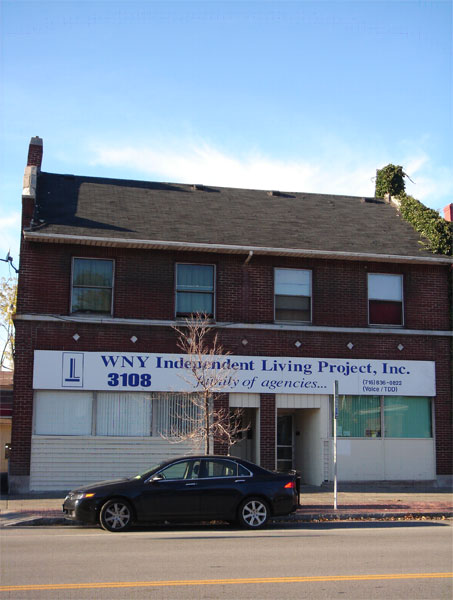 WNY Independent Living Project, Inc.
3108 family of agencies...
(716) 836-0822
(Voice / TDD)